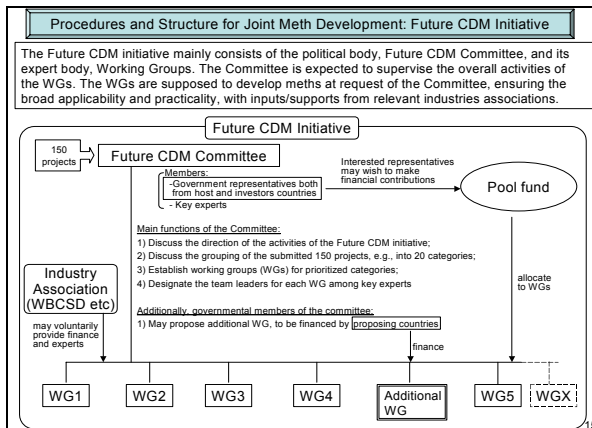 Procedures and Structure for Joint Meth Development: Future CDM Initiative
The Future CDM initiative mainly consists of the political body, Future CDM Committee, and its
expert body, Working Groups. The Committee is expected to supervise the overall activities of
the WGs. The WGs are supposed to develop meths at request of the Committee, ensuring the
broad applicability and practicality, with inputs/supports from relevant industries associations.
Future CDM Initiative
150
projects
Future CDM Committee
Members:
-Government representatives both
from host and investors countries
- Key experts
Interested representatives
may wish to make
financial contributions
Pool fund
Main functions of the Committee:
1) Discuss the direction of the activities of the Future CDM initiative;
2) Discuss the grouping of the submitted 150 projects, e.g., into 20 categories;
3) Establish working groups (WGs) for prioritized categories;
4) Designate the team leaders for each WG among key experts
Industry
Association
(WBCSD etc)
allocate
to WGs
Additionally, governmental members of the committee:
1) May propose additional WG, to be financed by proposing countries
may voluntarily
provide finance
and experts
finance
WG1
WG2
WG3
WG4
Additional
WG
WG5
WGX
15